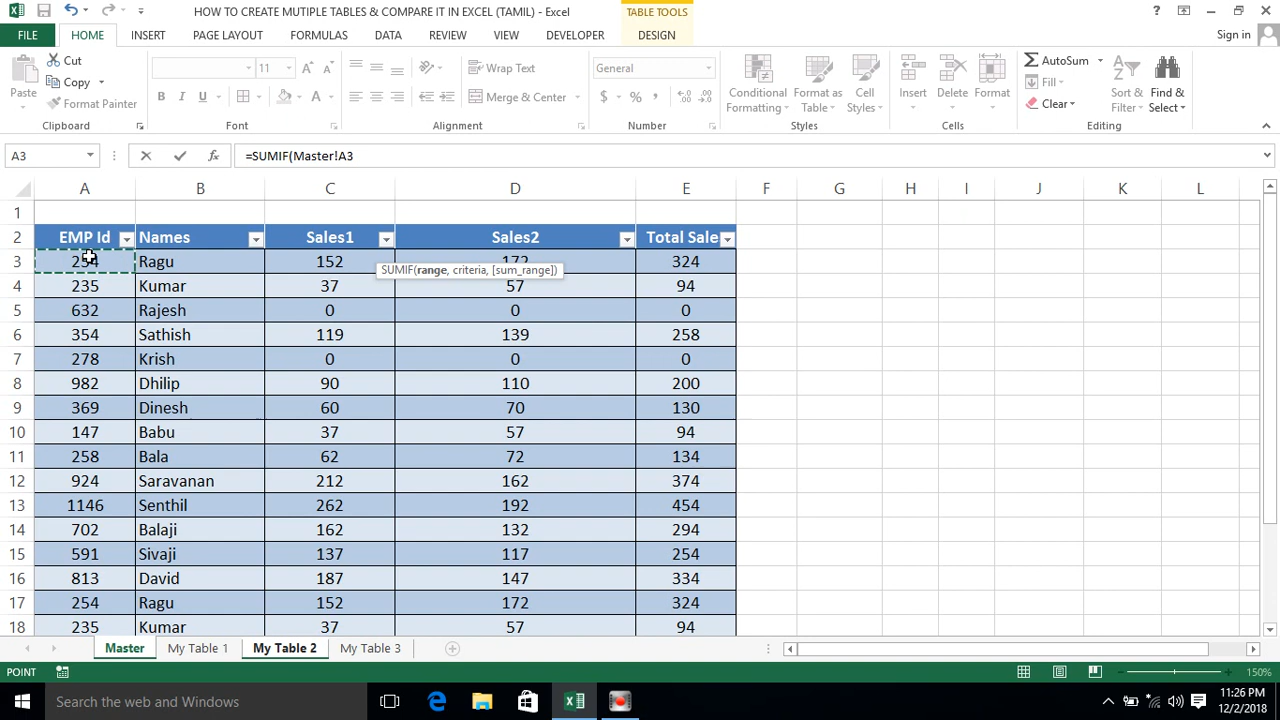 HOW TO CREATE MUTIPLE TABLES & COMPARE IT IN EXCEL (TAMIL) - Excel
TABLE TOOLS
?
FILE HOME INSERT PAGE LAYOUT FORMULAS DATA REVIEW VIEW DEVELOPER DESIGN Sign in
Paste
Cut
Copy
Format Painter
Clipboard
11 A A
B I U A
Font
Wrap Text
Merge & Center
Alignment
General
$ % ,
Number
Conditional Formatting
Format as Table
Cell Styles
Styles
Insert
Delete
Format
Cells
AutoSum
Fill
Clear
Sort & Filter
Find & Select
Editing
A3 fx =SUMIF(Master!A3
A B C D E F G H I J K L
1
2 EMP Id Names Sales1 Sales2 Total Sale
3 254 Ragu 152 172 324
SUMIF(range, criteria, [sum_range])
4 235 Kumar 37 57 94
5 632 Rajesh 0 0 0
6 354 Sathish 119 139 258
7 278 Krish 0 0 0
8 982 Dhilip 90 110 200
9 369 Dinesh 60 70 130
10 147 Babu 37 57 94
11 258 Bala 62 72 134
12 924 Saravanan 212 162 374
13 1146 Senthil 262 192 454
14 702 Balaji 162 132 294
15 591 Sivaji 137 117 254
16 813 David 187 147 334
17 254 Ragu 152 172 324
18 235 Kumar 37 57 94
Master My Table 1 My Table 2 My Table 3
POINT 150%
Search the web and Windows
11:26 PM
12/2/2018